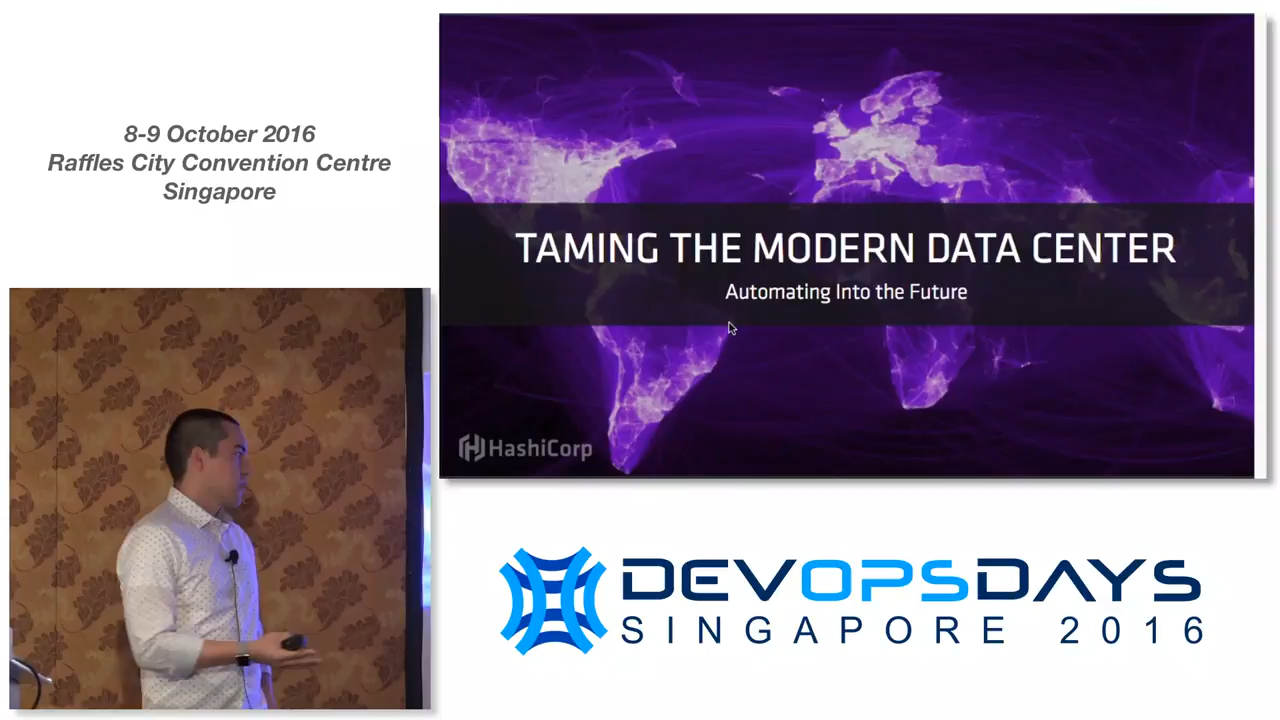 8-9 October 2016
Raffles City Convention Centre
Singapore
TAMING THE MODERN DATA CENTER
Automating Into the Future
HashiCorp
DEVOPSDAYS
SINGAPORE 2016